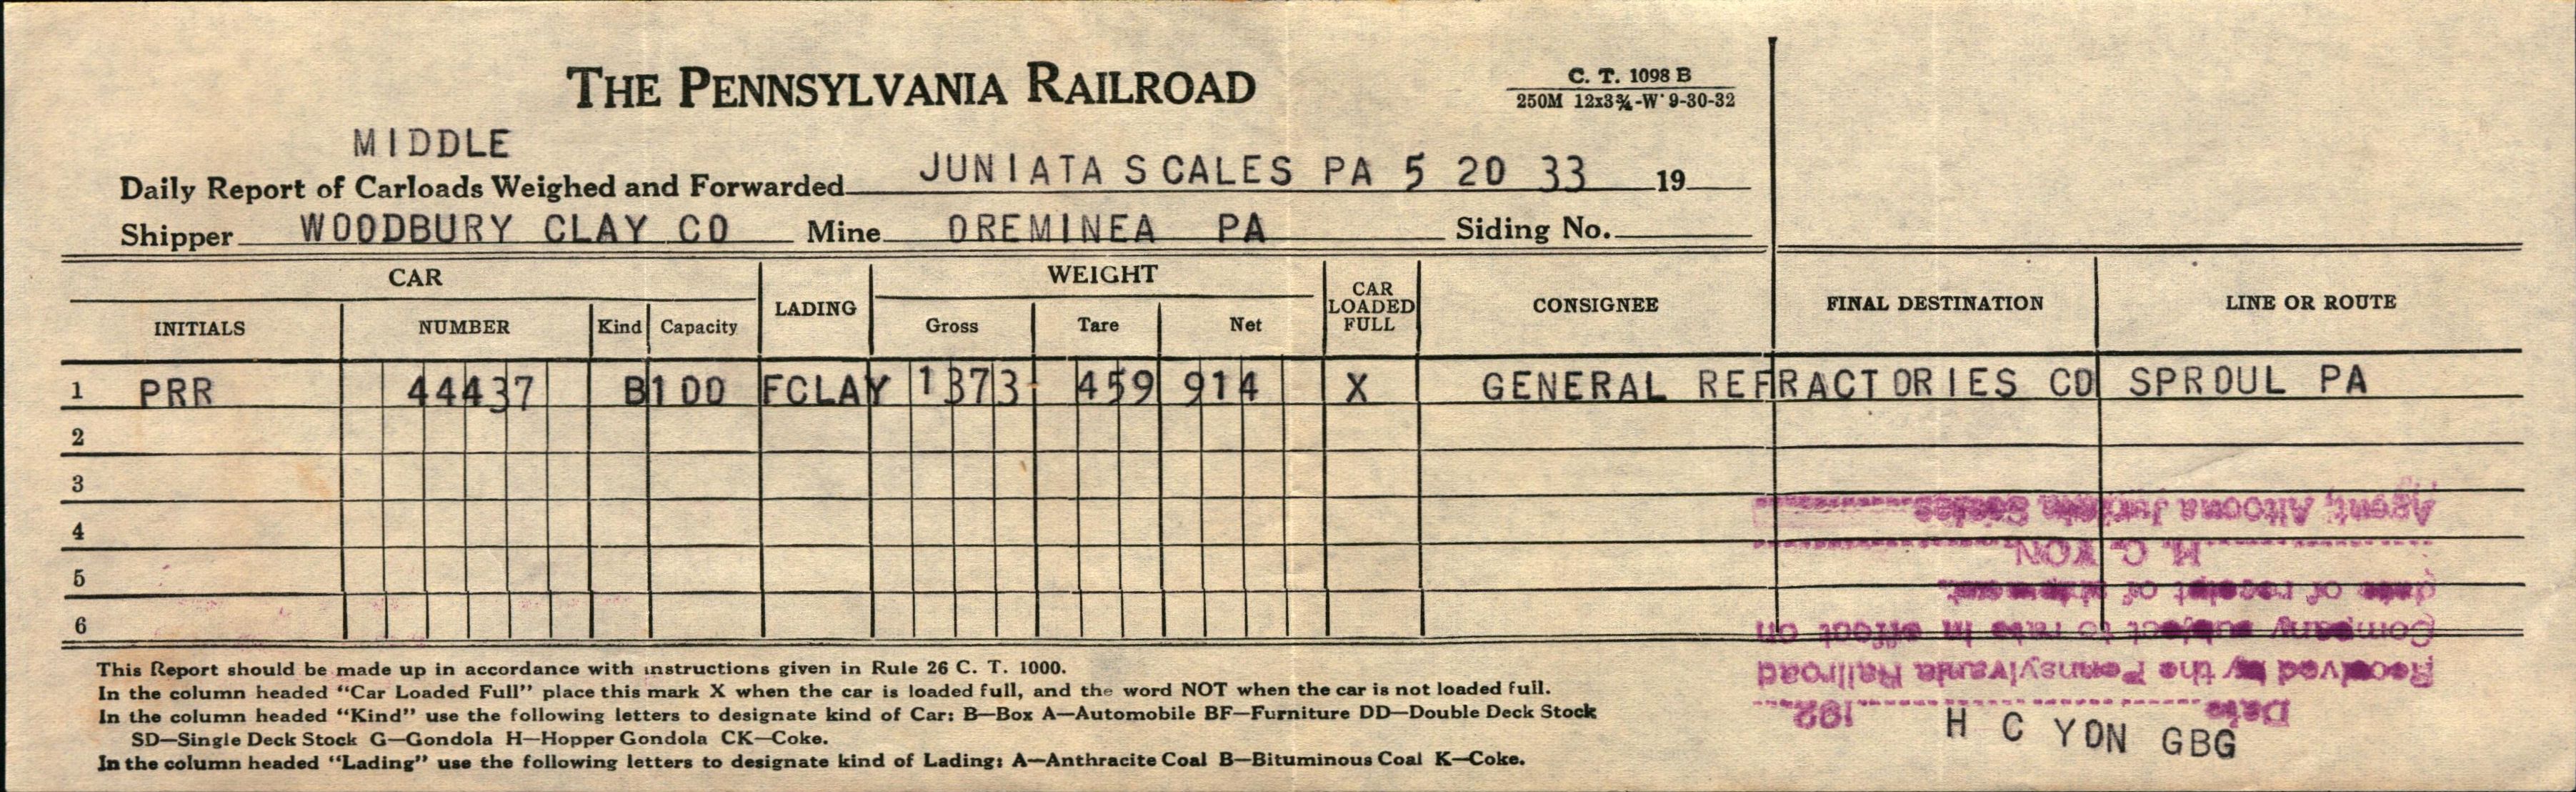 THE PENNSYLVANIA RAILROAD
C. T. 1098 B
250M 12x3¾-W 9-30-32
MIDDLE
Daily Report of Carloads Weighed and Forwarded JUNIATA SCALES PA 5 20 33 19
Shipper WOODBURY CLAY CO Mine OREMINEA PA Siding No.
CAR LADING WEIGHT CAR LOADED FULL CONSIGNEE FINAL DESTINATION LINE OR ROUTE
INITIALS NUMBER Kind Capacity Gross Tare Net
1 PRR 44437 B 100 FCLAY 1373 459 914 X GENERAL REFRACTORIES CO SPROUL PA
2
3
4
5
6
This Report should be made up in accordance with instructions given in Rule 26 C. T. 1000.
In the column headed "Car Loaded Full" place this mark X when the car is loaded full, and the word NOT when the car is not loaded full.
In the column headed "Kind" use the following letters to designate kind of Car: B—Box A—Automobile BF—Furniture DD—Double Deck Stock
SD—Single Deck Stock G—Gondola H—Hopper Gondola CK—Coke.
In the column headed "Lading" use the following letters to designate kind of Lading: A—Anthracite Coal B—Bituminous Coal K—Coke.
H C YON GBG
Date 192
Received by the Pennsylvania Railroad
Company subject to rate in effect on
date of receipt of shipment.
H. C. YON,
Agent, Altoona Juniata Scales